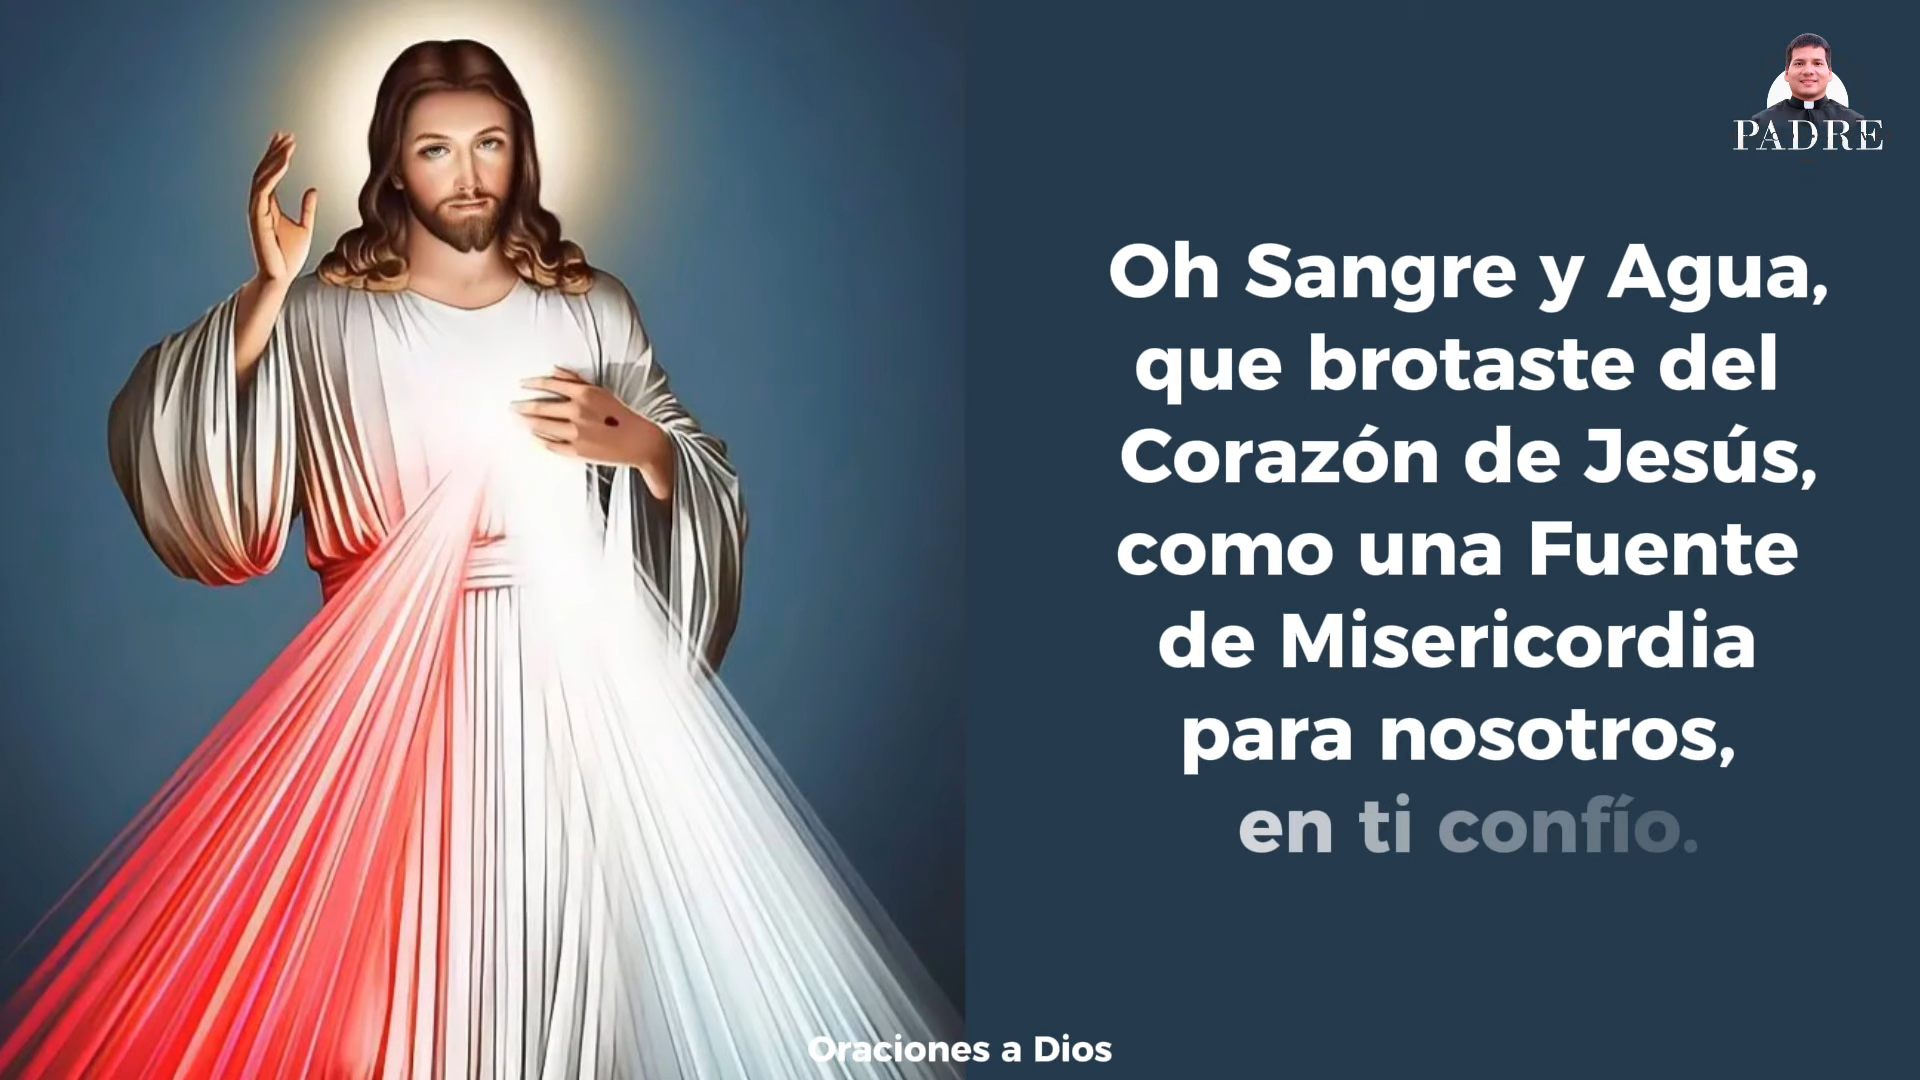 PADRE
Oh Sangre y Agua,
que brotaste del
Corazón de Jesús,
como una Fuente
de Misericordia
para nosotros,
en ti confío.
Oraciones a Dios